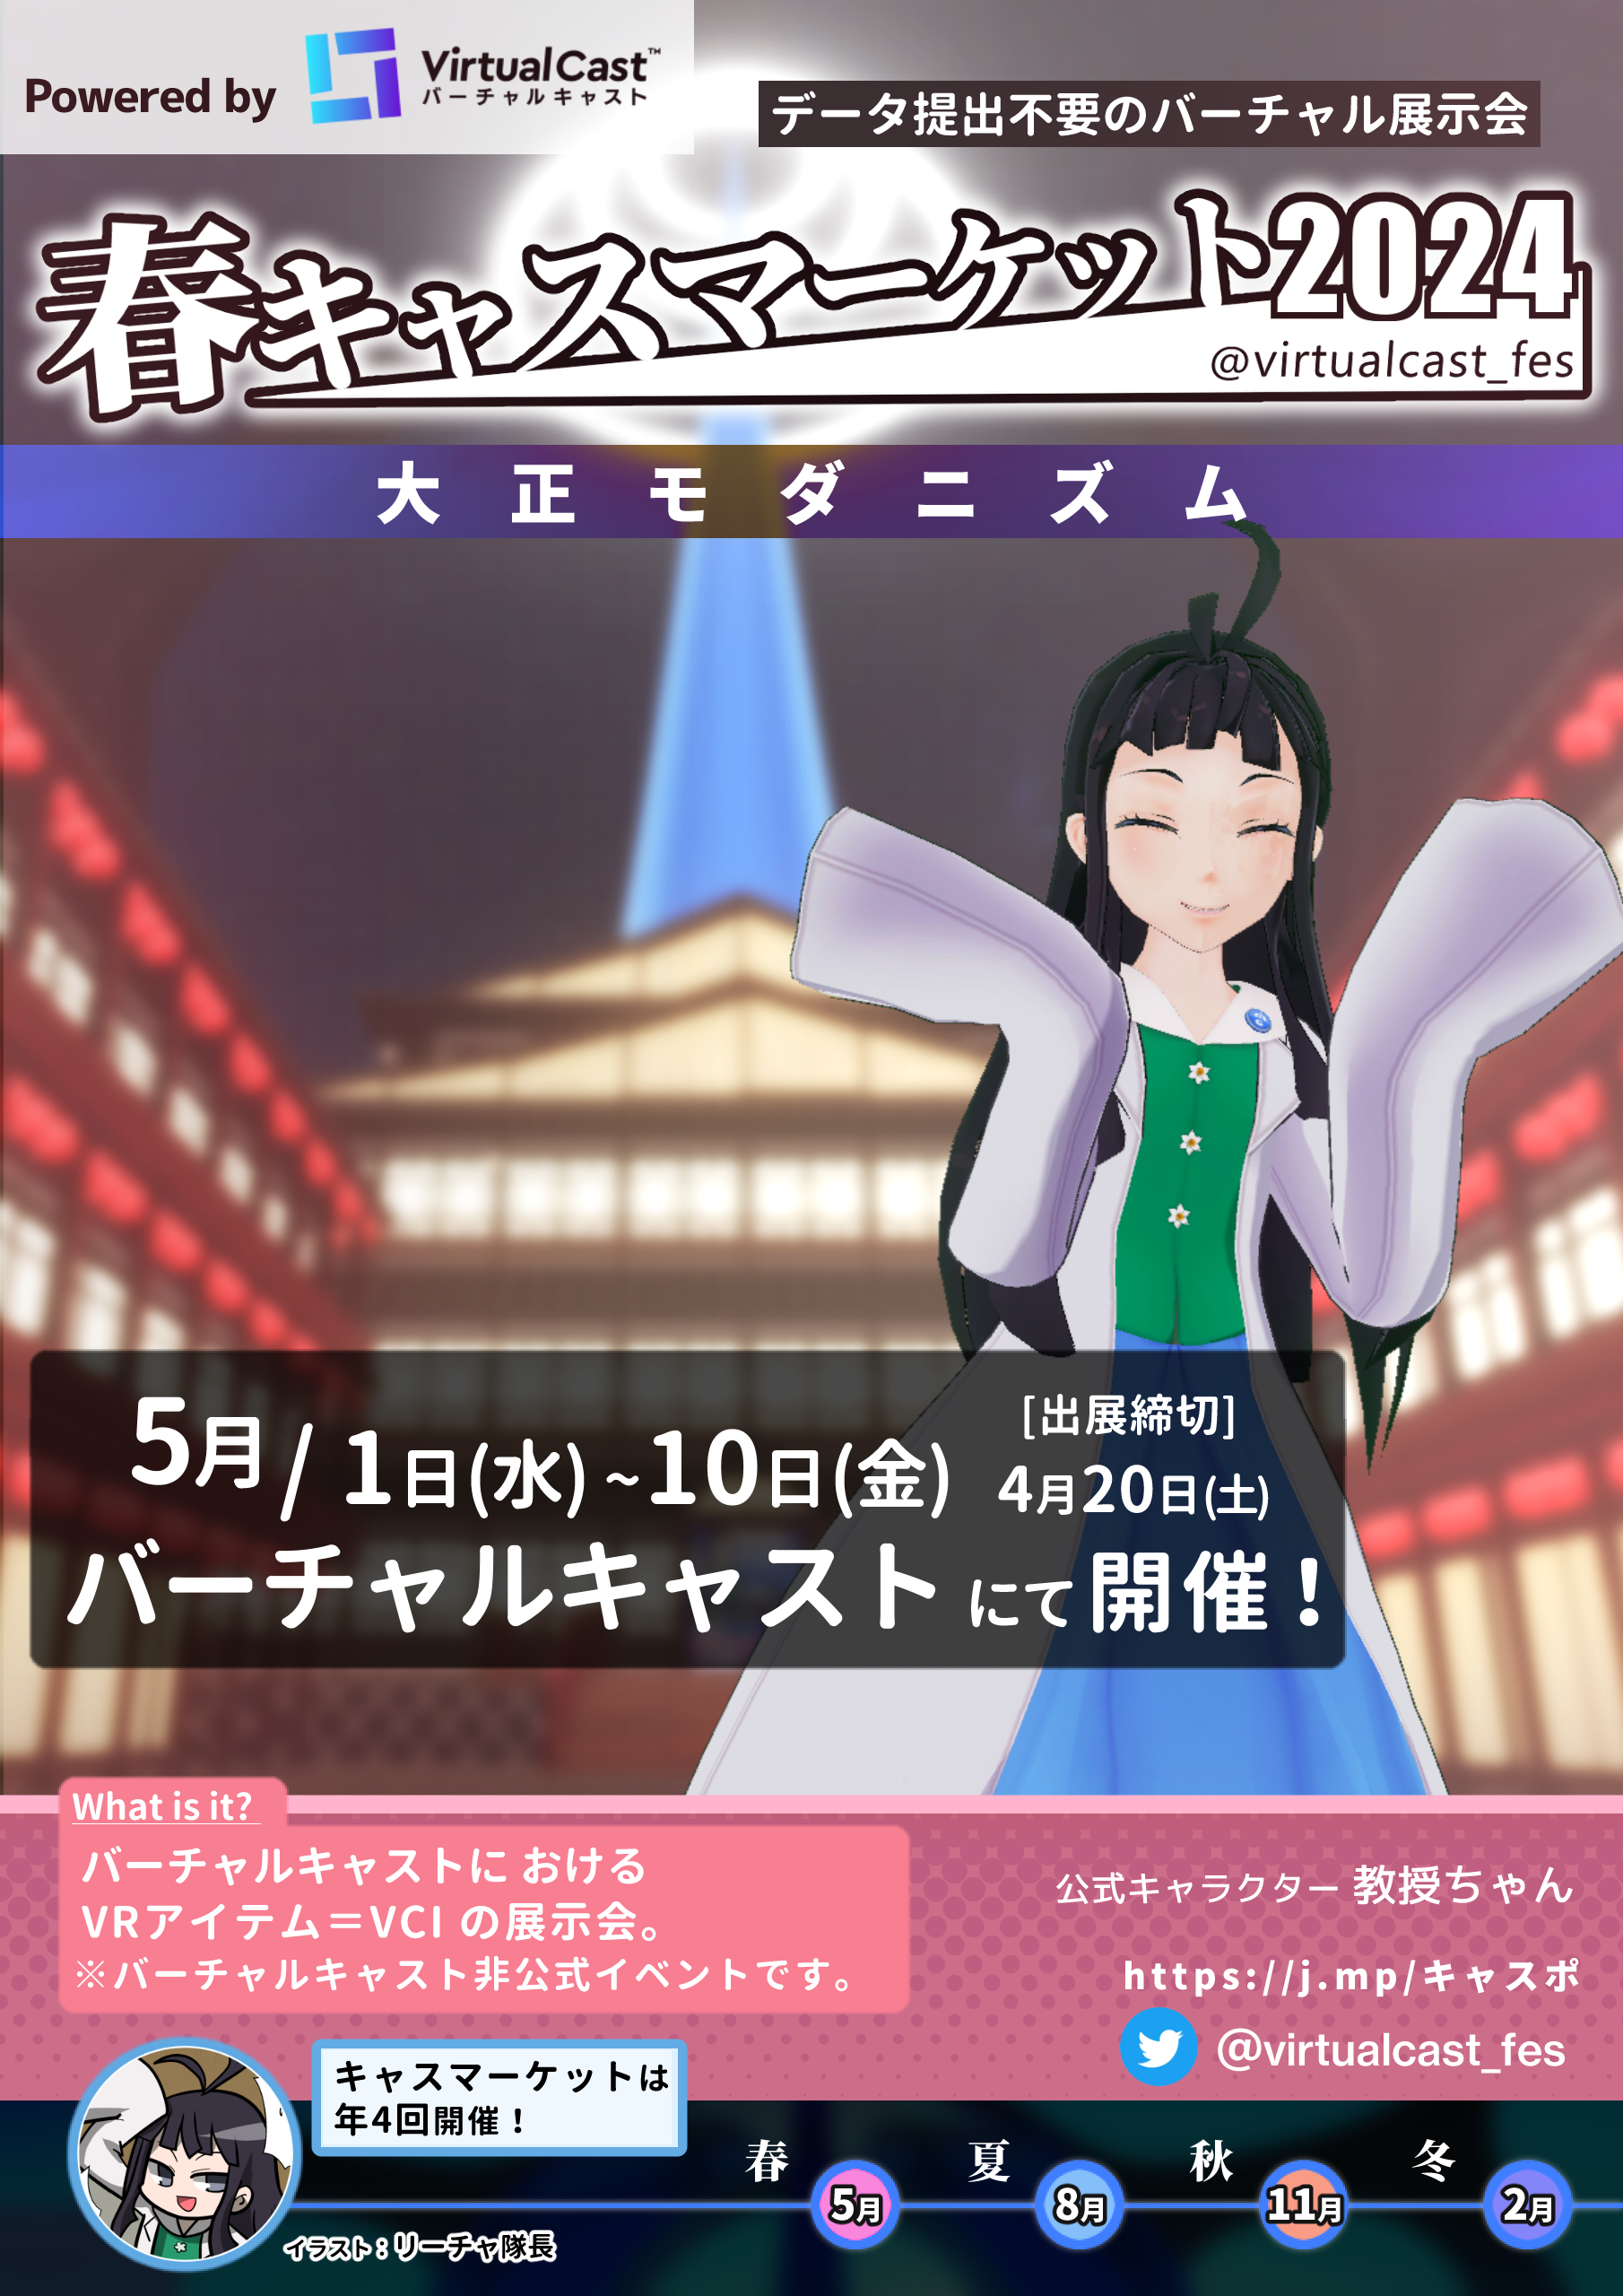 Powered by
VirtualCast™
バーチャルキャスト
データ提出不要のバーチャル展示会
春キャスマーケット2024
@virtualcast_fes
大正モダニズム
5月/1日(水)~10日(金)
[出展締切]
4月20日(土)
バーチャルキャストにて開催!
What is it?
バーチャルキャストに おける
VRアイテム=VCI の展示会。
※バーチャルキャスト非公式イベントです。
公式キャラクター 教授ちゃん
https://j.mp/キャスポ
@virtualcast_fes
キャスマーケットは
年4回開催!
春 夏 秋 冬
5月 8月 11月 2月
イラスト:リーチャ隊長